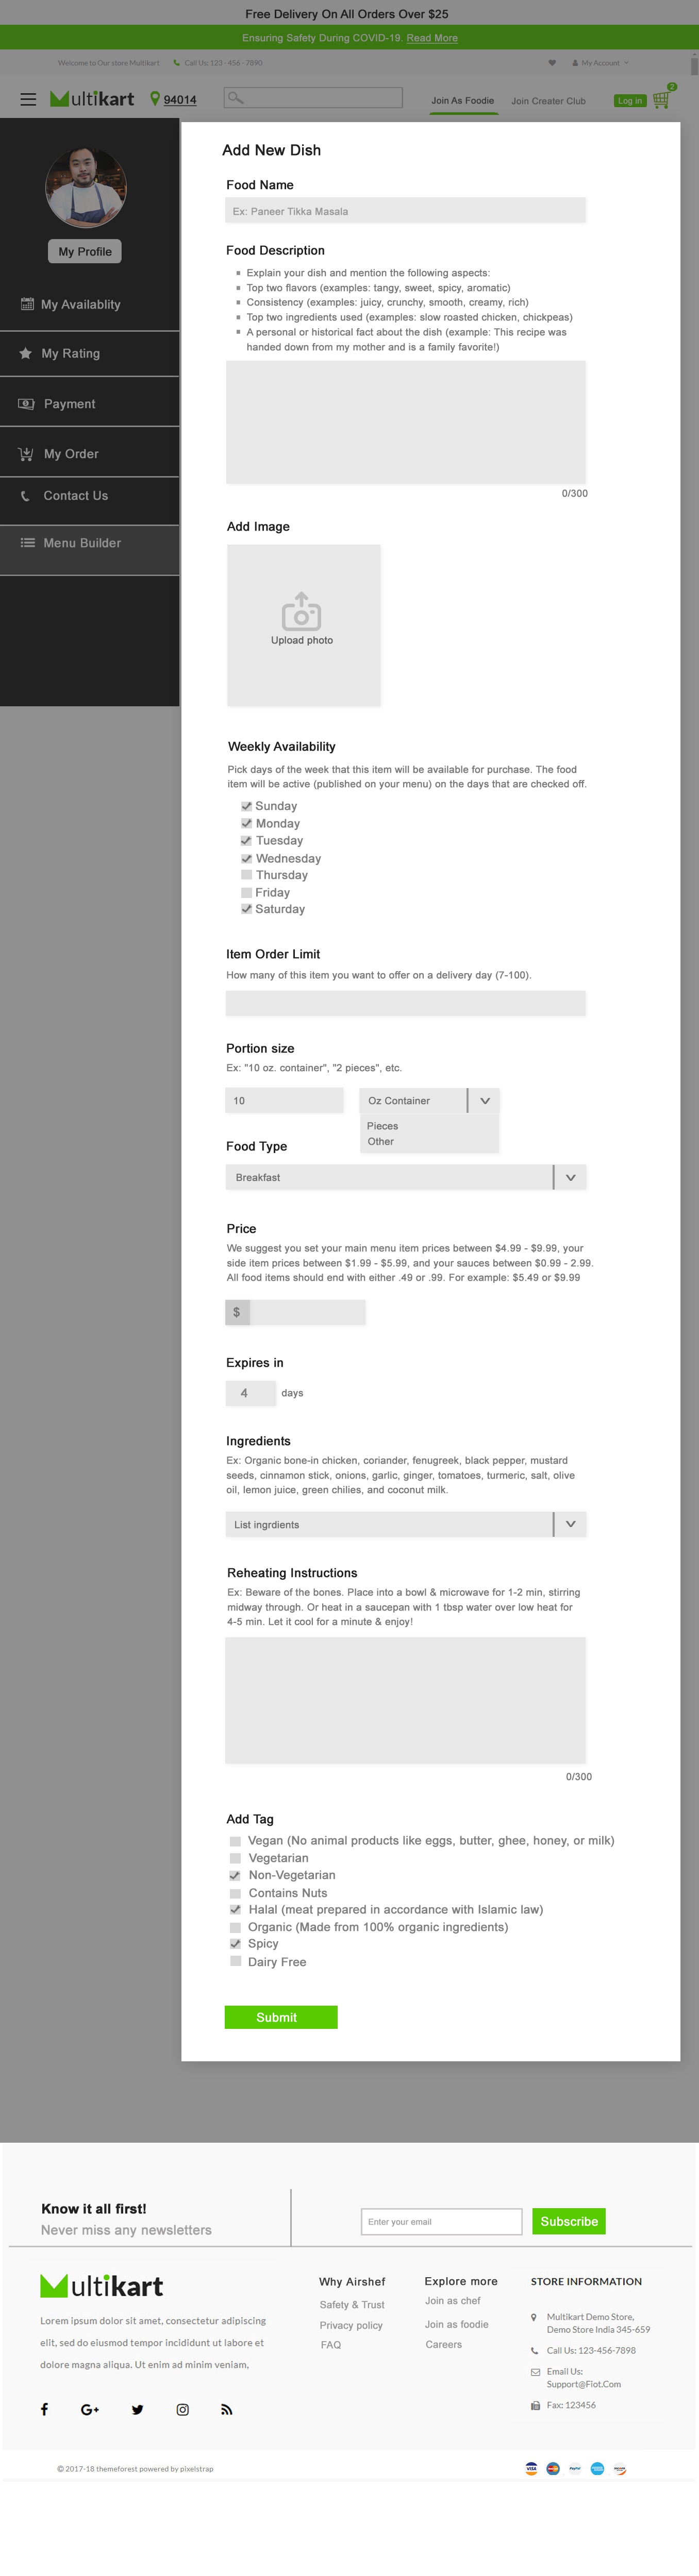 Free Delivery On All Orders Over $25
Ensuring Safety During COVID-19. Read More
Welcome to Our store Multikart
Call Us: 123 - 456 - 7890
My Account
Multikart
94014
Join As Foodie
Join Creater Club
Log in
2
My Profile
My Availablity
My Rating
Payment
My Order
Contact Us
Menu Builder
Add New Dish
Food Name
Ex: Paneer Tikka Masala
Food Description
Explain your dish and mention the following aspects:
Top two flavors (examples: tangy, sweet, spicy, aromatic)
Consistency (examples: juicy, crunchy, smooth, creamy, rich)
Top two ingredients used (examples: slow roasted chicken, chickpeas)
A personal or historical fact about the dish (example: This recipe was
handed down from my mother and is a family favorite!)
0/300
Add Image
Upload photo
Weekly Availability
Pick days of the week that this item will be available for purchase. The food
item will be active (published on your menu) on the days that are checked off.
Sunday
Monday
Tuesday
Wednesday
Thursday
Friday
Saturday
Item Order Limit
How many of this item you want to offer on a delivery day (7-100).
Portion size
Ex: "10 oz. container", "2 pieces", etc.
10
Oz Container
Pieces
Other
Food Type
Breakfast
Price
We suggest you set your main menu item prices between $4.99 - $9.99, your
side item prices between $1.99 - $5.99, and your sauces between $0.99 - 2.99.
All food items should end with either .49 or .99. For example: $5.49 or $9.99
$
Expires in
4
days
Ingredients
Ex: Organic bone-in chicken, coriander, fenugreek, black pepper, mustard
seeds, cinnamon stick, onions, garlic, ginger, tomatoes, turmeric, salt, olive
oil, lemon juice, green chilies, and coconut milk.
List ingrdients
Reheating Instructions
Ex: Beware of the bones. Place into a bowl & microwave for 1-2 min, stirring
midway through. Or heat in a saucepan with 1 tbsp water over low heat for
4-5 min. Let it cool for a minute & enjoy!
0/300
Add Tag
Vegan (No animal products like eggs, butter, ghee, honey, or milk)
Vegetarian
Non-Vegetarian
Contains Nuts
Halal (meat prepared in accordance with Islamic law)
Organic (Made from 100% organic ingredients)
Spicy
Dairy Free
Submit
Know it all first!
Never miss any newsletters
Enter your email
Subscribe
Multikart
Lorem ipsum dolor sit amet, consectetur adipiscing
elit, sed do eiusmod tempor incididunt ut labore et
dolore magna aliqua. Ut enim ad minim veniam,
Why Airshef
Safety & Trust
Privacy policy
FAQ
Explore more
Join as chef
Join as foodie
Careers
STORE INFORMATION
Multikart Demo Store,
Demo Store India 345-659
Call Us: 123-456-7898
Email Us:
Support@Fiot.Com
Fax: 123456
© 2017-18 themeforest powered by pixelstrap
VISA
PayPal